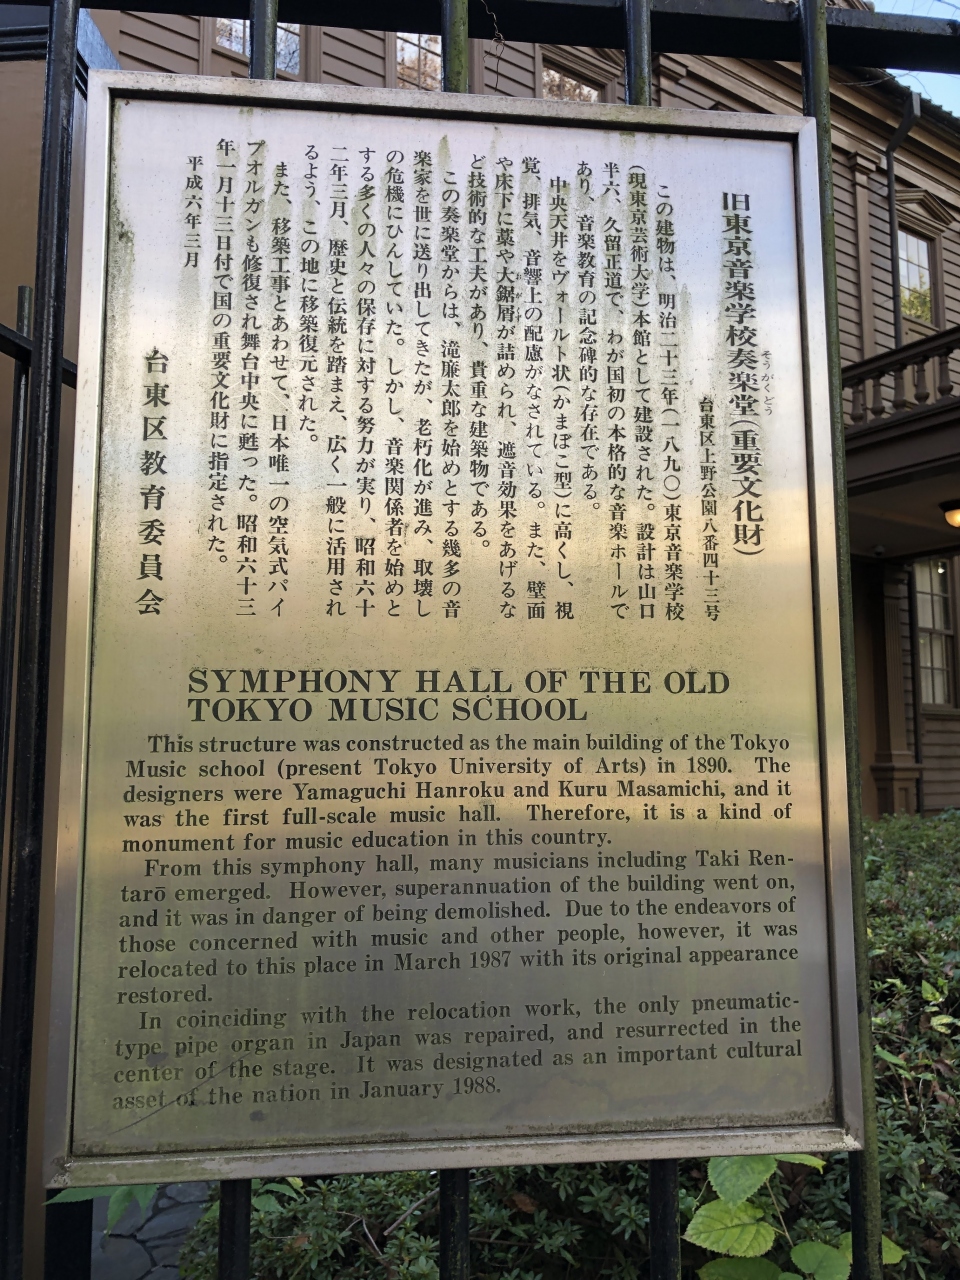 旧東京音楽学校奏楽堂(重要文化財)
そうがくどう
台東区上野公園八番四十三号
この建物は、明治二十三年(一八九〇)東京音楽学校
(現東京芸術大学)本館として建設された。設計は山口
半六、久留正道で、わが国初の本格的な音楽ホールで
あり、音楽教育の記念碑的な存在である。
中央天井をヴォールト状(かまぼこ型)に高くし、視
覚、排気、音響上の配慮がなされている。また、壁面
や床下に藁や大鋸屑が詰められ、遮音効果をあげるな
ど技術的な工夫があり、貴重な建築物である。
この奏楽堂からは、滝廉太郎を始めとする幾多の音
楽家を世に送り出してきたが、老朽化が進み、取壊し
の危機にひんしていた。しかし、音楽関係者を始めと
する多くの人々の保存に対する努力が実り、昭和六十
二年三月、歴史と伝統を踏まえ、広く一般に活用され
るよう、この地に移築復元された。
また、移築工事とあわせて、日本唯一の空気式パイ
プオルガンも修復され舞台中央に甦った。昭和六十三
年一月十三日付で国の重要文化財に指定された。
平成六年三月
台東区教育委員会
SYMPHONY HALL OF THE OLD
TOKYO MUSIC SCHOOL
This structure was constructed as the main building of the Tokyo
Music school (present Tokyo University of Arts) in 1890. The
designers were Yamaguchi Hanroku and Kuru Masamichi, and it
was the first full-scale music hall. Therefore, it is a kind of
monument for music education in this country.
From this symphony hall, many musicians including Taki Ren-
tarō emerged. However, superannuation of the building went on,
and it was in danger of being demolished. Due to the endeavors of
those concerned with music and other people, however, it was
relocated to this place in March 1987 with its original appearance
restored.
In coinciding with the relocation work, the only pneumatic-
type pipe organ in Japan was repaired, and resurrected in the
center of the stage. It was designated as an important cultural
asset of the nation in January 1988.